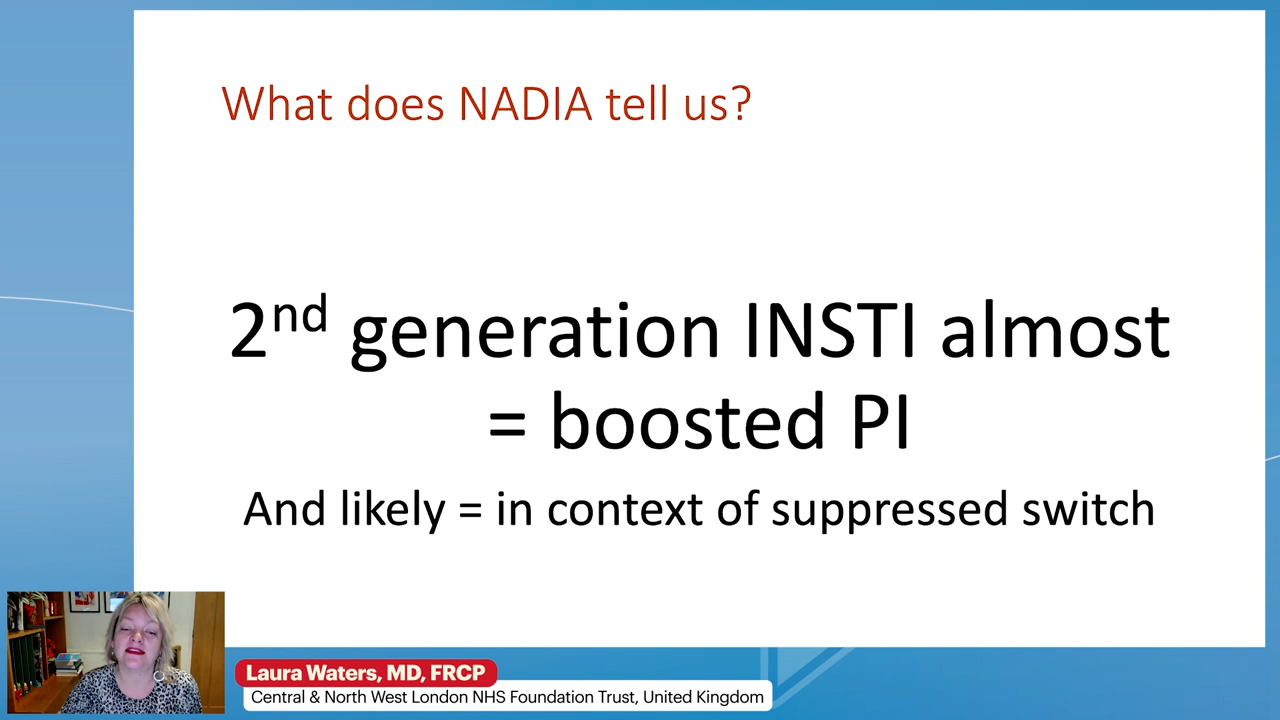 What does NADIA tell us?
2nd generation INSTI almost
= boosted PI
And likely = in context of suppressed switch
Laura Waters, MD, FRCP
Central & North West London NHS Foundation Trust, United Kingdom